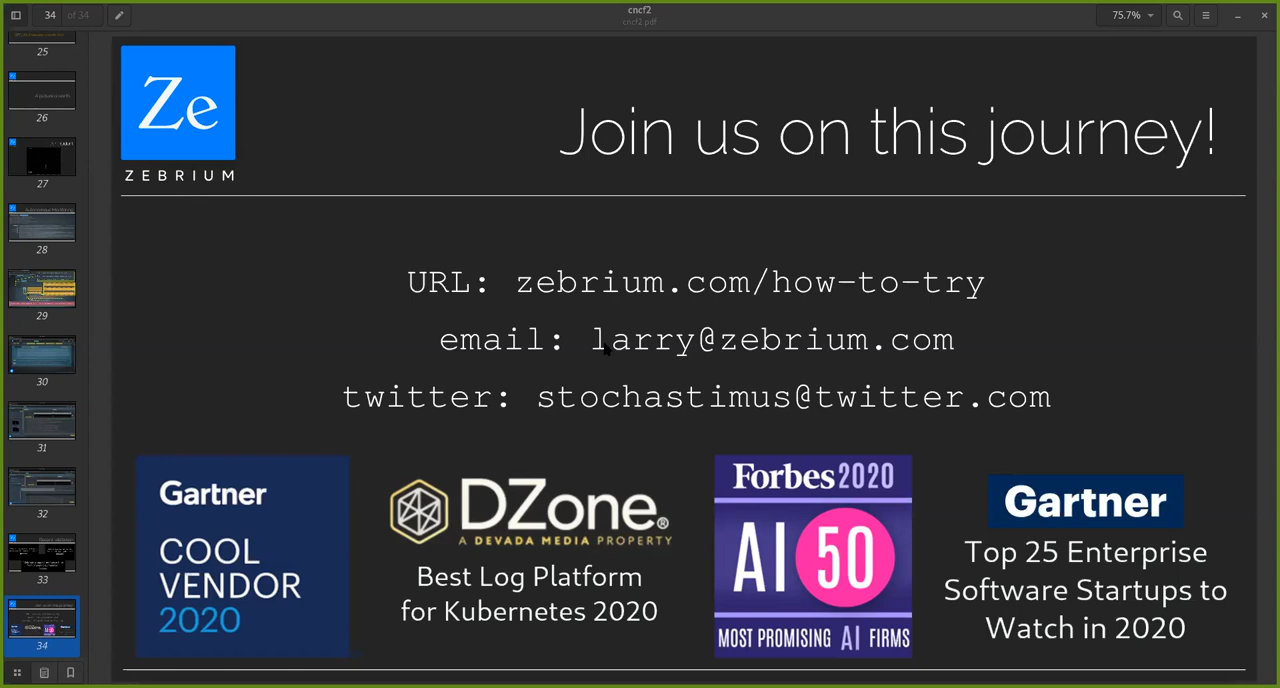 34 of 34
cncf2
cncf2.pdf
75.7%
25
26
27
28
29
30
31
32
33
34
Ze
ZEBRIUM
Join us on this journey!
URL: zebrium.com/how-to-try
email: larry@zebrium.com
twitter: stochastimus@twitter.com
Gartner
COOL
VENDOR
2020
DZone®
A DEVADA MEDIA PROPERTY
Best Log Platform
for Kubernetes 2020
Forbes 2020
AI 50
MOST PROMISING AI FIRMS
Gartner
Top 25 Enterprise
Software Startups to
Watch in 2020